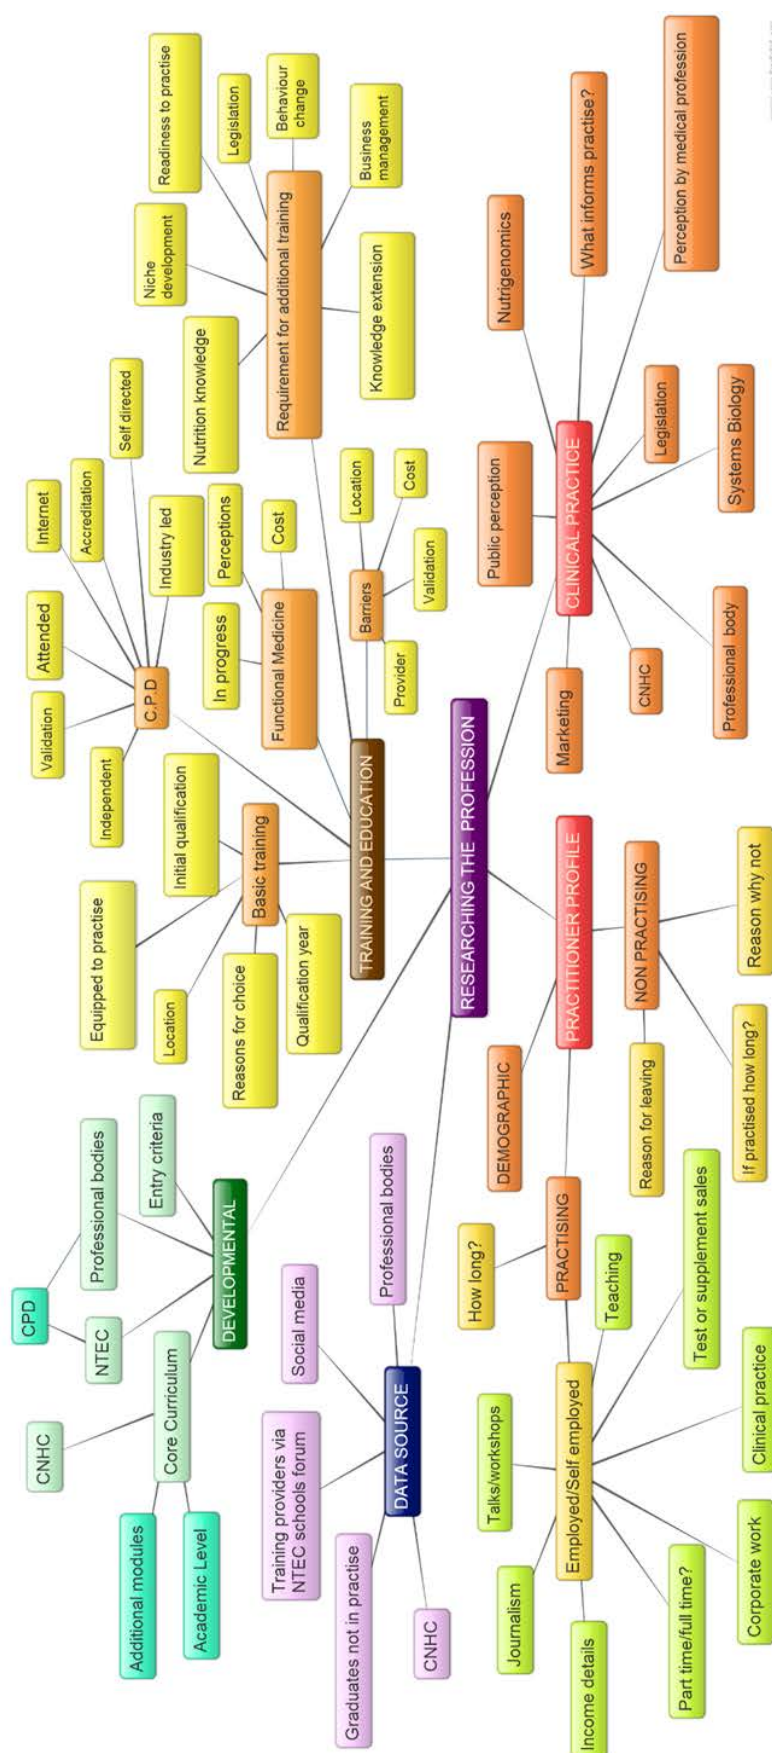 CNHC
CPD
NTEC
Professional bodies
Entry criteria
Core Curriculum
Additional modules
Academic Level
DEVELOPMENTAL
Equipped to practise
Location
Reasons for choice
Qualification year
Initial qualification
Basic training
Independent
Validation
Attended
Internet
Accreditation
Self directed
Industry led
C.P.D
In progress
Perceptions
Cost
Functional Medicine
Nutrition knowledge
Niche
development
Readiness to practise
Legislation
Behaviour
change
Business
management
Knowledge extension
Requirement for additional training
Provider
Validation
Cost
Location
Barriers
TRAINING AND EDUCATION
RESEARCHING THE PROFESSION
Social media
Professional bodies
Training providers via
NTEC schools forum
Graduates not in practise
CNHC
DATA SOURCE
DEMOGRAPHIC
PRACTITIONER PROFILE
PRACTISING
How long?
NON PRACTISING
Reason for leaving
If practised how long?
Reason why not
Employed/Self employed
Talks/workshops
Journalism
Income details
Part time/full time?
Corporate work
Clinical practice
Test or supplement sales
Teaching
CLINICAL PRACTICE
Marketing
Public perception
Nutrigenomics
What informs practise?
Perception by medical profession
Legislation
Systems Biology
Professional body
CNHC